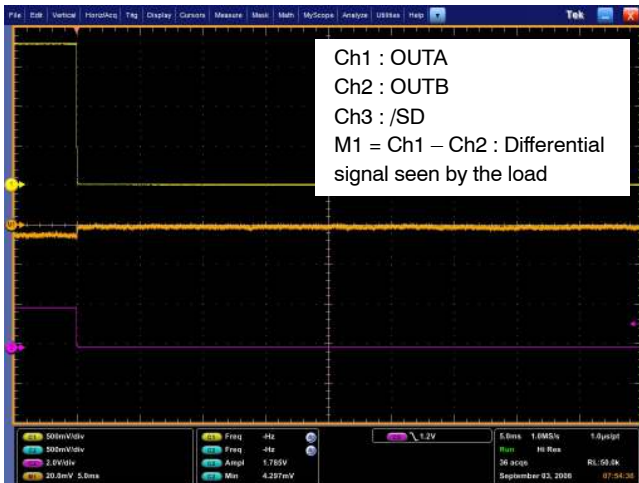 File Edit Vertical Horiz/Acq Trig Display Cursors Measure Mask Math MyScope Analyze Utilities Help Tek
Ch1 : OUTA
Ch2 : OUTB
Ch3 : /SD
M1 = Ch1 – Ch2 : Differential
signal seen by the load
500mV/div
500mV/div
2.0V/div
20.0mV 5.0ms
Freq -Hz
Freq -Hz
Ampl 1.785V
Min 4.297mV
1.2V
5.0ms 1.0MS/s 1.0µs/pt
Run Hi Res
36 acqs RL:50.0k
September 03, 2008 07:54:36